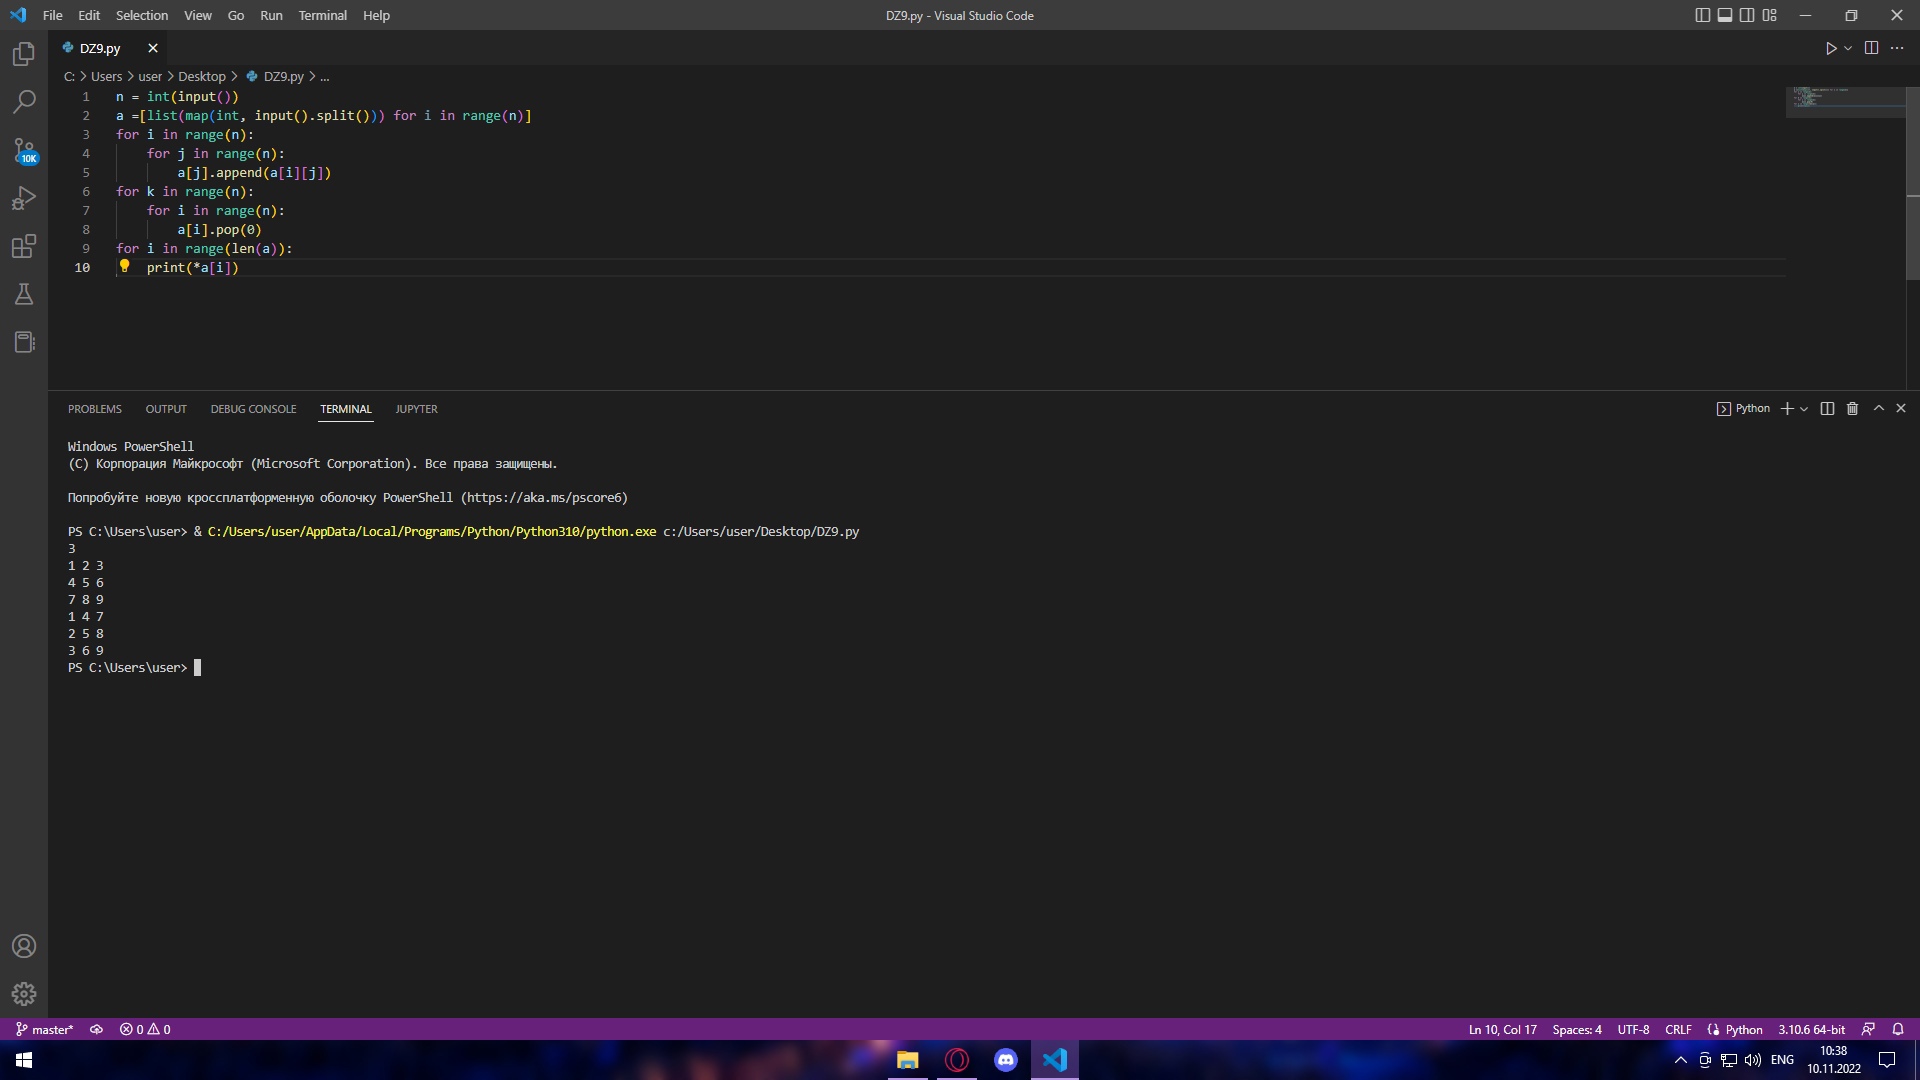 File Edit Selection View Go Run Terminal Help DZ9.py - Visual Studio Code
DZ9.py
C: > Users > user > Desktop > DZ9.py > ...
1 n = int(input())
2 a =[list(map(int, input().split())) for i in range(n)]
3 for i in range(n):
4 for j in range(n):
5 a[j].append(a[i][j])
6 for k in range(n):
7 for i in range(n):
8 a[i].pop(0)
9 for i in range(len(a)):
10 print(*a[i])
10K
PROBLEMS OUTPUT DEBUG CONSOLE TERMINAL JUPYTER Python
Windows PowerShell
(C) Корпорация Майкрософт (Microsoft Corporation). Все права защищены.
Попробуйте новую кроссплатформенную оболочку PowerShell (https://aka.ms/pscore6)
PS C:\Users\user> & C:/Users/user/AppData/Local/Programs/Python/Python310/python.exe c:/Users/user/Desktop/DZ9.py
3
1 2 3
4 5 6
7 8 9
1 4 7
2 5 8
3 6 9
PS C:\Users\user>
master* 0 0 Ln 10, Col 17 Spaces: 4 UTF-8 CRLF Python 3.10.6 64-bit
ENG 10:38
10.11.2022